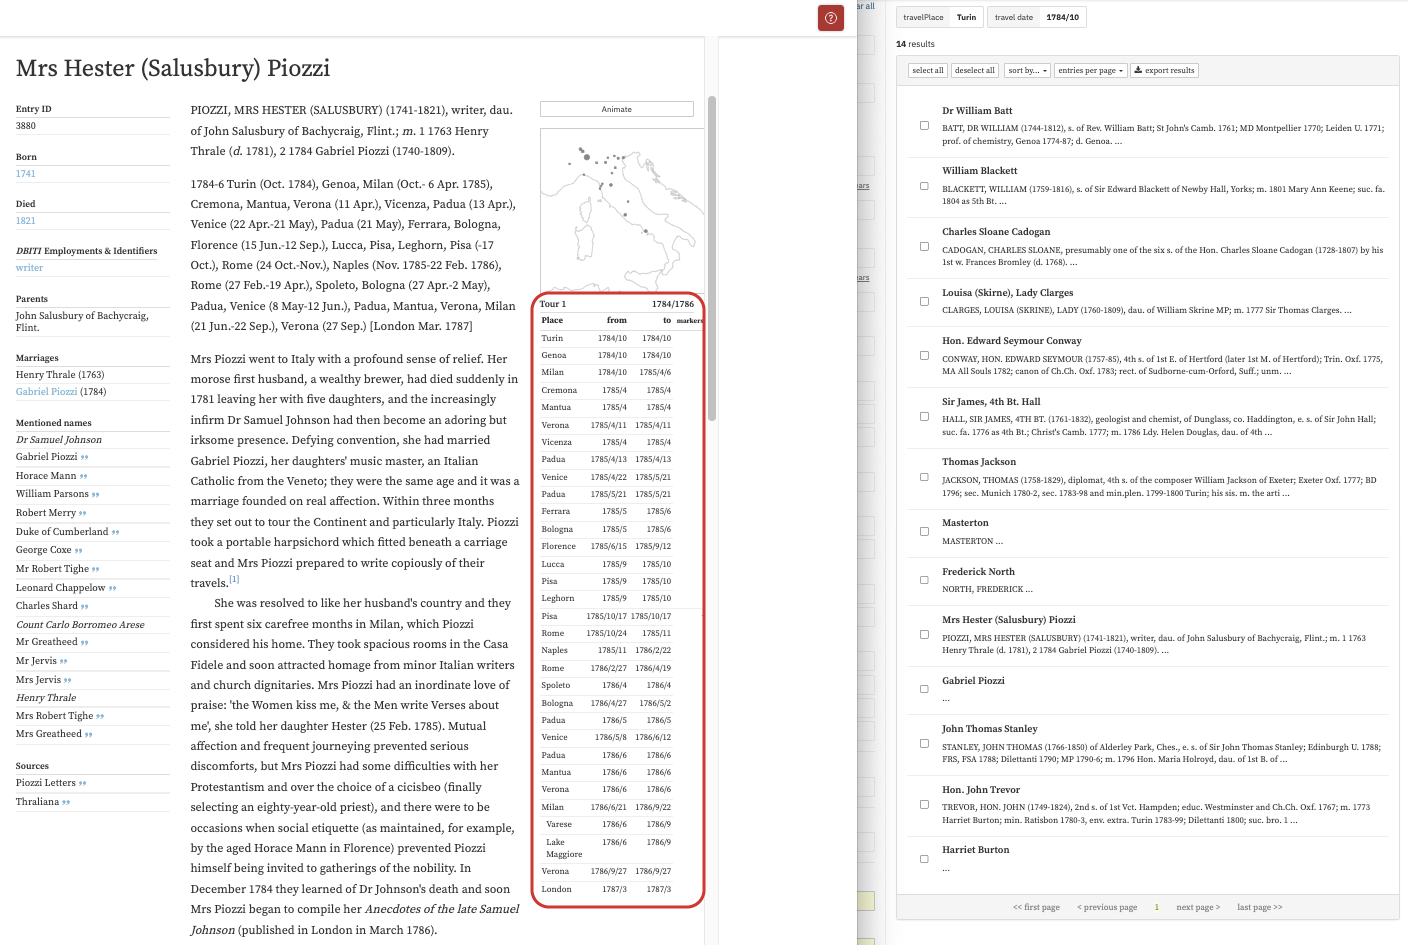 Mrs Hester (Salusbury) Piozzi
Entry ID
3880
Born
1741
Died
1821
DBITI Employments & Identifiers
writer
Parents
John Salusbury of Bachycraig,
Flint.
Marriages
Henry Thrale (1763)
Gabriel Piozzi (1784)
Mentioned names
Dr Samuel Johnson
Gabriel Piozzi ”
Horace Mann ”
William Parsons ”
Robert Merry ”
Duke of Cumberland ”
George Coxe ”
Mr Robert Tighe ”
Leonard Chappelow ”
Charles Shard ”
Count Carlo Borromeo Arese
Mr Greatheed ”
Mr Jervis ”
Mrs Jervis ”
Henry Thrale
Mrs Robert Tighe ”
Mrs Greatheed ”
Sources
Piozzi Letters ”
Thraliana ”
PIOZZI, MRS HESTER (SALUSBURY) (1741-1821), writer, dau.
of John Salusbury of Bachycraig, Flint.; m. 1 1763 Henry
Thrale (d. 1781), 2 1784 Gabriel Piozzi (1740-1809).
1784-6 Turin (Oct. 1784), Genoa, Milan (Oct.- 6 Apr. 1785),
Cremona, Mantua, Verona (11 Apr.), Vicenza, Padua (13 Apr.),
Venice (22 Apr.-21 May), Padua (21 May), Ferrara, Bologna,
Florence (15 Jun.-12 Sep.), Lucca, Pisa, Leghorn, Pisa (-17
Oct.), Rome (24 Oct.-Nov.), Naples (Nov. 1785-22 Feb. 1786),
Rome (27 Feb.-19 Apr.), Spoleto, Bologna (27 Apr.-2 May),
Padua, Venice (8 May-12 Jun.), Padua, Mantua, Verona, Milan
(21 Jun.-22 Sep.), Verona (27 Sep.) [London Mar. 1787]
Mrs Piozzi went to Italy with a profound sense of relief. Her
morose first husband, a wealthy brewer, had died suddenly in
1781 leaving her with five daughters, and the increasingly
infirm Dr Samuel Johnson had then become an adoring but
irksome presence. Defying convention, she had married
Gabriel Piozzi, her daughters' music master, an Italian
Catholic from the Veneto; they were the same age and it was a
marriage founded on real affection. Within three months
they set out to tour the Continent and particularly Italy. Piozzi
took a portable harpsichord which fitted beneath a carriage
seat and Mrs Piozzi prepared to write copiously of their
travels.[1]
She was resolved to like her husband's country and they
first spent six carefree months in Milan, which Piozzi
considered his home. They took spacious rooms in the Casa
Fidele and soon attracted homage from minor Italian writers
and church dignitaries. Mrs Piozzi had an inordinate love of
praise: 'the Women kiss me, & the Men write Verses about
me', she told her daughter Hester (25 Feb. 1785). Mutual
affection and frequent journeying prevented serious
discomforts, but Mrs Piozzi had some difficulties with her
Protestantism and over the choice of a cicisbeo (finally
selecting an eighty-year-old priest), and there were to be
occasions when social etiquette (as maintained, for example,
by the aged Horace Mann in Florence) prevented Piozzi
himself being invited to gatherings of the nobility. In
December 1784 they learned of Dr Johnson's death and soon
Mrs Piozzi began to compile her Anecdotes of the late Samuel
Johnson (published in London in March 1786).
Animate
Tour 1 1784/1786
Place from to markers
Turin 1784/10 1784/10
Genoa 1784/10 1784/10
Milan 1784/10 1785/4/6
Cremona 1785/4 1785/4
Mantua 1785/4 1785/4
Verona 1785/4/11 1785/4/11
Vicenza 1785/4 1785/4
Padua 1785/4/13 1785/4/13
Venice 1785/4/22 1785/5/21
Padua 1785/5/21 1785/5/21
Ferrara 1785/5 1785/6
Bologna 1785/5 1785/6
Florence 1785/6/15 1785/9/12
Lucca 1785/9 1785/10
Pisa 1785/9 1785/10
Leghorn 1785/9 1785/10
Pisa 1785/10/17 1785/10/17
Rome 1785/10/24 1785/11
Naples 1785/11 1786/2/22
Rome 1786/2/27 1786/4/19
Spoleto 1786/4 1786/4
Bologna 1786/4/27 1786/5/2
Padua 1786/5 1786/5
Venice 1786/5/8 1786/6/12
Padua 1786/6 1786/6
Mantua 1786/6 1786/6
Verona 1786/6 1786/6
Milan 1786/6/21 1786/9/22
Varese 1786/6 1786/9
Lake 1786/6 1786/9
Maggiore
Verona 1786/9/27 1786/9/27
London 1787/3 1787/3
ar all
ears
ears
travelPlace Turin travel date 1784/10
14 results
select all deselect all sort by... entries per page export results
Dr William Batt
BATT, DR WILLIAM (1744-1812), s. of Rev. William Batt; St John's Camb. 1761; MD Montpellier 1770; Leiden U. 1771;
prof. of chemistry, Genoa 1774-87; d. Genoa. ...
William Blackett
BLACKETT, WILLIAM (1759-1816), s. of Sir Edward Blackett of Newby Hall, Yorks; m. 1801 Mary Ann Keene; suc. fa.
1804 as 5th Bt. ...
Charles Sloane Cadogan
CADOGAN, CHARLES SLOANE, presumably one of the six s. of the Hon. Charles Sloane Cadogan (1728-1807) by his
1st w. Frances Bromley (d. 1768). ...
Louisa (Skirne), Lady Clarges
CLARGES, LOUISA (SKRINE), LADY (1760-1809), dau. of William Skrine MP; m. 1777 Sir Thomas Clarges. ...
Hon. Edward Seymour Conway
CONWAY, HON. EDWARD SEYMOUR (1757-85), 4th s. of 1st E. of Hertford (later 1st M. of Hertford); Trin. Oxf. 1775,
MA All Souls 1782; canon of Ch.Ch. Oxf. 1783; rect. of Sudborne-cum-Orford, Suff.; unm. ...
Sir James, 4th Bt. Hall
HALL, SIR JAMES, 4TH BT. (1761-1832), geologist and chemist, of Dunglass, co. Haddington, e. s. of Sir John Hall;
suc. fa. 1776 as 4th Bt.; Christ's Camb. 1777; m. 1786 Ldy. Helen Douglas, dau. of 4th ...
Thomas Jackson
JACKSON, THOMAS (1758-1829), diplomat, 4th s. of the composer William Jackson of Exeter; Exeter Oxf. 1777; BD
1796; sec. Munich 1780-2, sec. 1783-98 and min.plen. 1799-1800 Turin; his sis. m. the arti ...
Masterton
MASTERTON ...
Frederick North
NORTH, FREDERICK ...
Mrs Hester (Salusbury) Piozzi
PIOZZI, MRS HESTER (SALUSBURY) (1741-1821), writer, dau. of John Salusbury of Bachycraig, Flint.; m. 1 1763
Henry Thrale (d. 1781), 2 1784 Gabriel Piozzi (1740-1809). ...
Gabriel Piozzi
...
John Thomas Stanley
STANLEY, JOHN THOMAS (1766-1850) of Alderley Park, Ches., e. s. of Sir John Thomas Stanley; Edinburgh U. 1788;
FRS, FSA 1788; Dilettanti 1790; MP 1790-6; m. 1796 Hon. Maria Holroyd, dau. of 1st B. of ...
Hon. John Trevor
TREVOR, HON. JOHN (1749-1824), 2nd s. of 1st Vct. Hampden; educ. Westminster and Ch.Ch. Oxf. 1767; m. 1773
Harriet Burton; min. Ratisbon 1780-3, env. extra. Turin 1783-99; Dilettanti 1800; suc. bro. 1 ...
Harriet Burton
...
<< first page < previous page 1 next page > last page >>